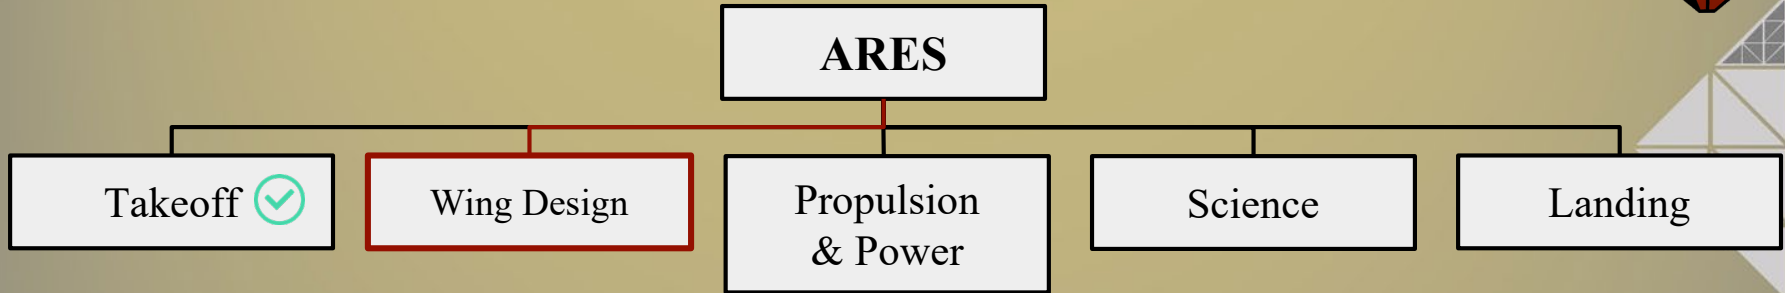 ARES
Takeoff
Wing Design
Propulsion
& Power
Science
Landing